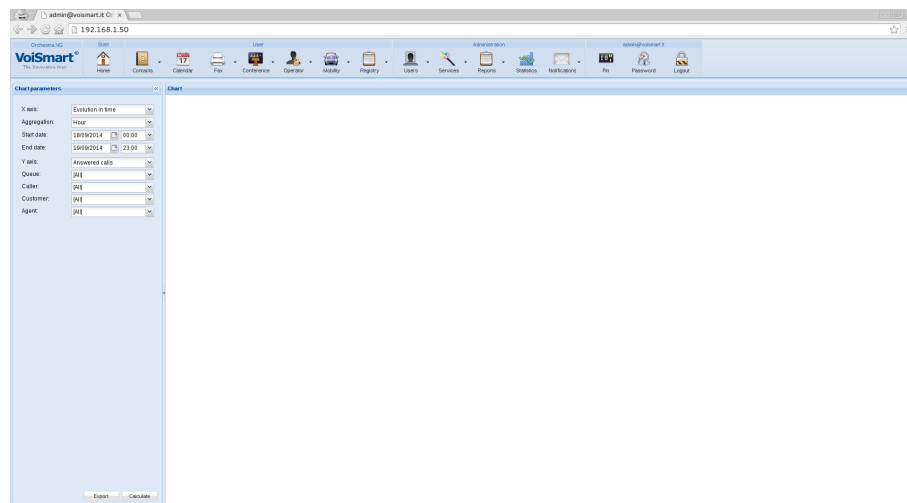 admin@voismart.it Or ×
192.168.1.50
Orchestra NG Start User Administration admin@voismart.it
VoiSmart®
The Innovation Way
Home Contacts Calendar Fax Conference Operator Mobility Registry Users Services Reports Statistics Notifications Pin Password Logout
17
Chart parameters « Chart
X axis: Evolution in time
Aggregation: Hour
Start date: 18/09/2014 00:00
End date: 19/09/2014 23:00
Y axis: Answered calls
Queue: [All]
Caller: [All]
Customer: [All]
Agent: [All]
Export Calculate